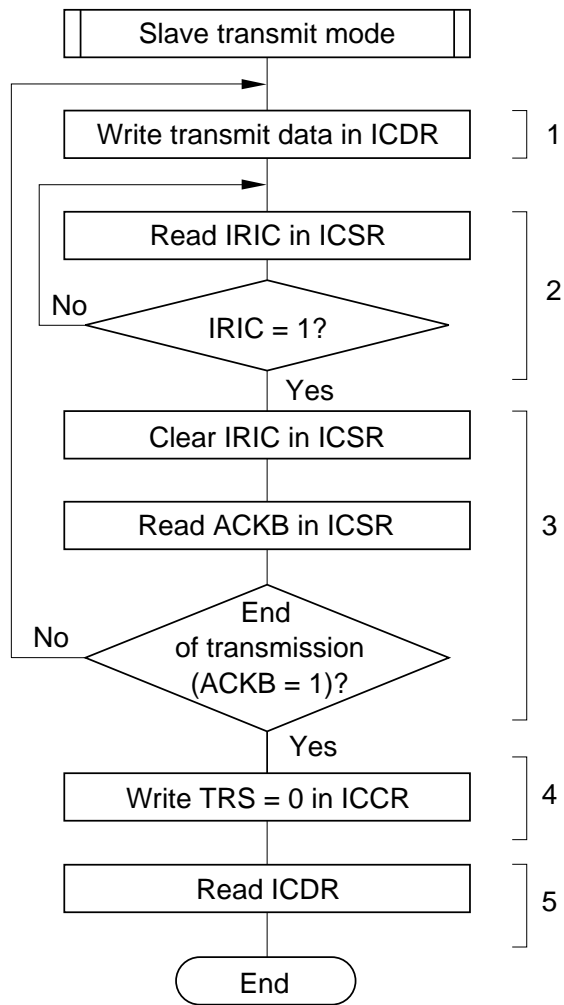 Slave transmit mode
Write transmit data in ICDR
1
Read IRIC in ICSR
2
No
IRIC = 1?
Yes
Clear IRIC in ICSR
Read ACKB in ICSR
3
End
No
of transmission
(ACKB = 1)?
Yes
Write TRS = 0 in ICCR
4
Read ICDR
5
End